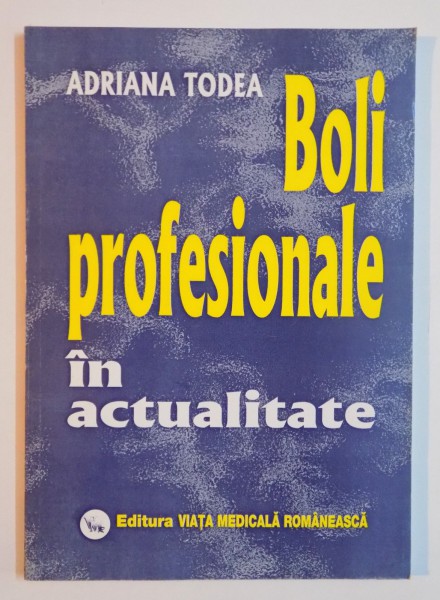 ADRIANA TODEA
Boli
profesionale
în
actualitate
Editura VIAȚA MEDICALĂ ROMÂNEASCĂ